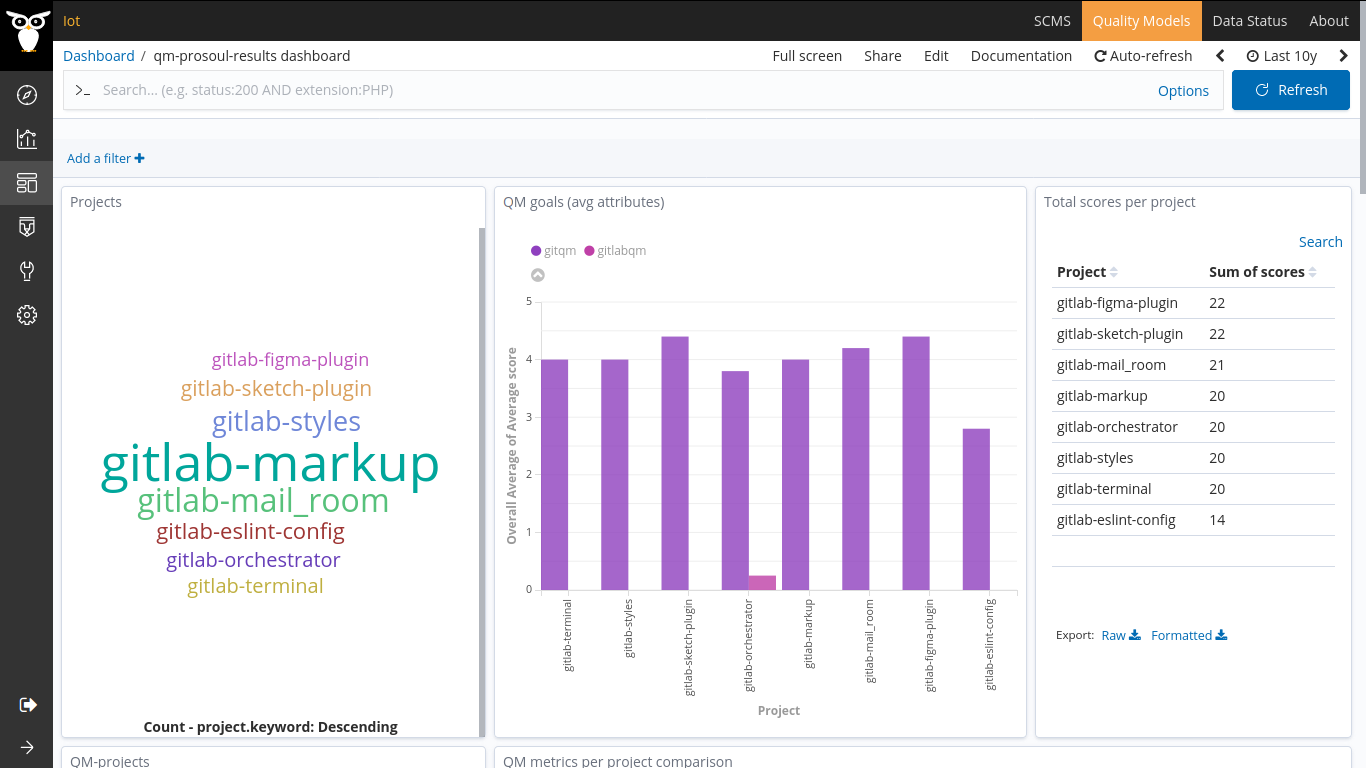 Iot SCMS Quality Models Data Status About
Dashboard / qm-prosoul-results dashboard Full screen Share Edit Documentation Auto-refresh Last 10y
>_ Search... (e.g. status:200 AND extension:PHP) Options Refresh
Add a filter
Projects
gitlab-figma-plugin
gitlab-sketch-plugin
gitlab-styles
gitlab-markup
gitlab-mail_room
gitlab-eslint-config
gitlab-orchestrator
gitlab-terminal
Count - project.keyword: Descending
QM goals (avg attributes)
gitqm gitlabqm
Overall Average of Average score
5
4
3
2
1
0
gitlab-terminal
gitlab-styles
gitlab-sketch-plugin
gitlab-orchestrator
gitlab-markup
gitlab-mail_room
gitlab-figma-plugin
gitlab-eslint-config
Project
Total scores per project
Search
Project Sum of scores
gitlab-figma-plugin 22
gitlab-sketch-plugin 22
gitlab-mail_room 21
gitlab-markup 20
gitlab-orchestrator 20
gitlab-styles 20
gitlab-terminal 20
gitlab-eslint-config 14
Export: Raw Formatted
QM-projects
QM metrics per project comparison